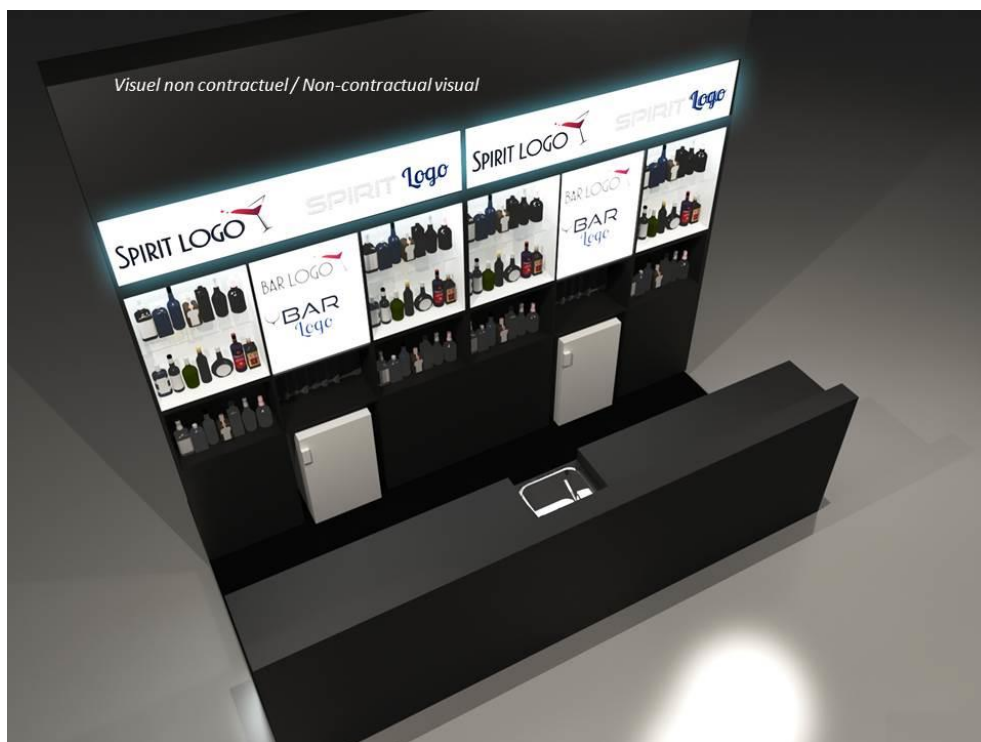 Visuel non contractuel / Non-contractual visual
SPIRIT LOGO
SPIRIT Logo
SPIRIT LOGO
SPIRIT Logo
BAR LOGO
BAR
Logo
BAR LOGO
BAR
Logo